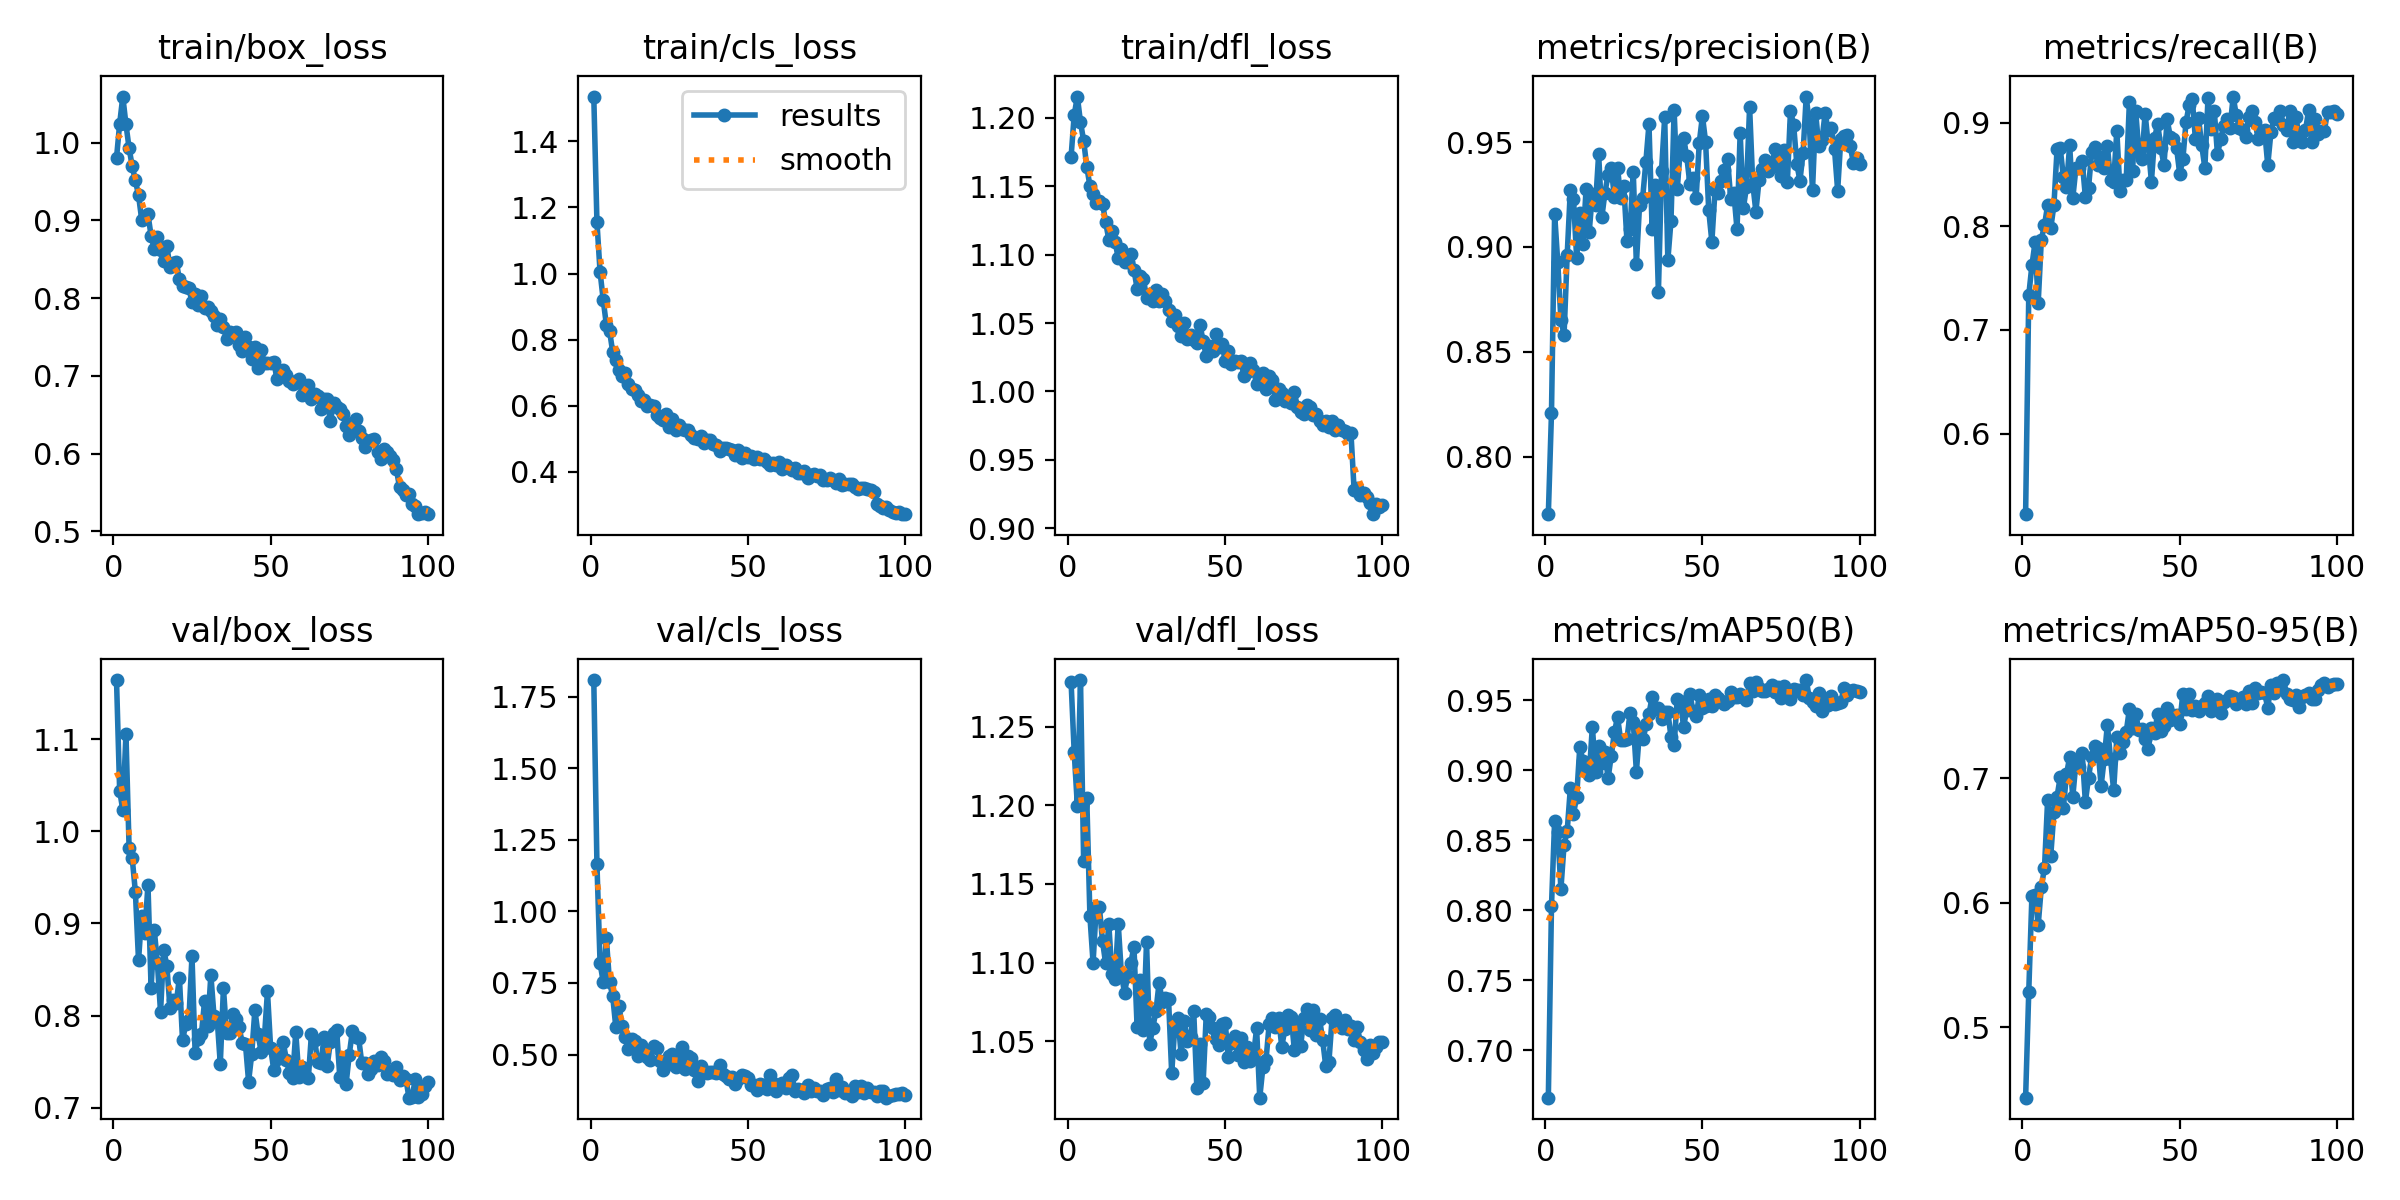 train/box_loss
1.0
0.9
0.8
0.7
0.6
0.5
0 50 100
train/cls_loss
results
smooth
1.4
1.2
1.0
0.8
0.6
0.4
0 50 100
train/dfl_loss
1.20
1.15
1.10
1.05
1.00
0.95
0.90
0 50 100
metrics/precision(B)
0.95
0.90
0.85
0.80
0 50 100
metrics/recall(B)
0.9
0.8
0.7
0.6
0 50 100
val/box_loss
1.1
1.0
0.9
0.8
0.7
0 50 100
val/cls_loss
1.75
1.50
1.25
1.00
0.75
0.50
0 50 100
val/dfl_loss
1.25
1.20
1.15
1.10
1.05
0 50 100
metrics/mAP50(B)
0.95
0.90
0.85
0.80
0.75
0.70
0 50 100
metrics/mAP50-95(B)
0.7
0.6
0.5
0 50 100